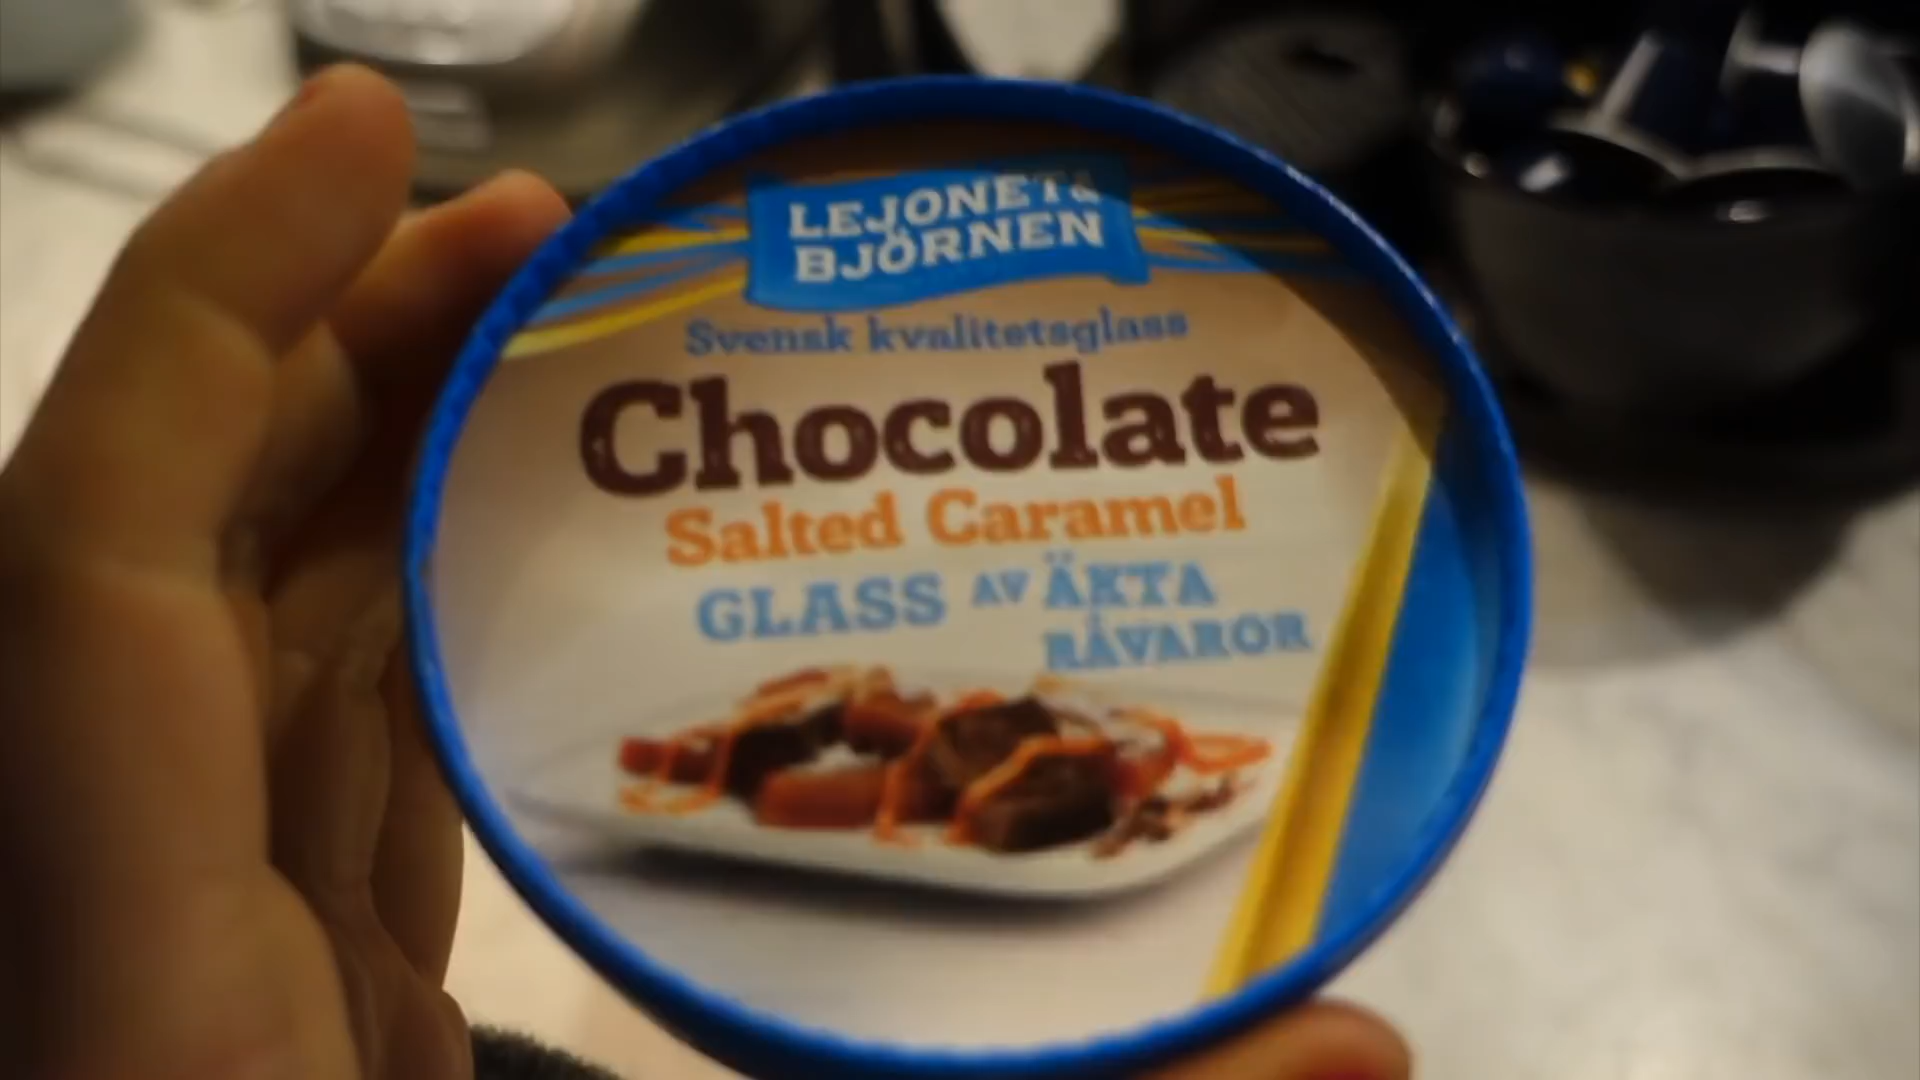 LEJONET &
BJÖRNEN
Svensk kvalitetsglass
Chocolate
Salted Caramel
GLASS AV ÄKTA
RÅVAROR